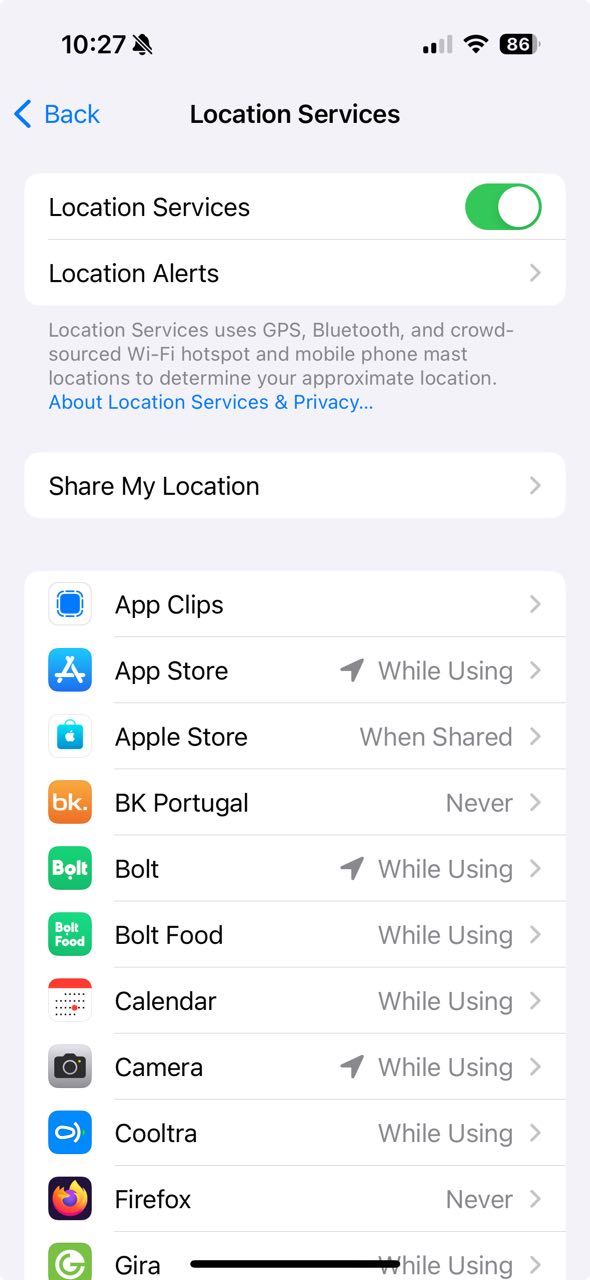 10:27
86
Back
Location Services
Location Services
Location Alerts
Location Services uses GPS, Bluetooth, and crowd-
sourced Wi-Fi hotspot and mobile phone mast
locations to determine your approximate location.
About Location Services & Privacy...
Share My Location
App Clips
App Store While Using
Apple Store When Shared
bk. BK Portugal Never
Bolt Bolt While Using
Bolt
Food Bolt Food While Using
Calendar While Using
Camera While Using
Cooltra While Using
Firefox Never
Gira While Using